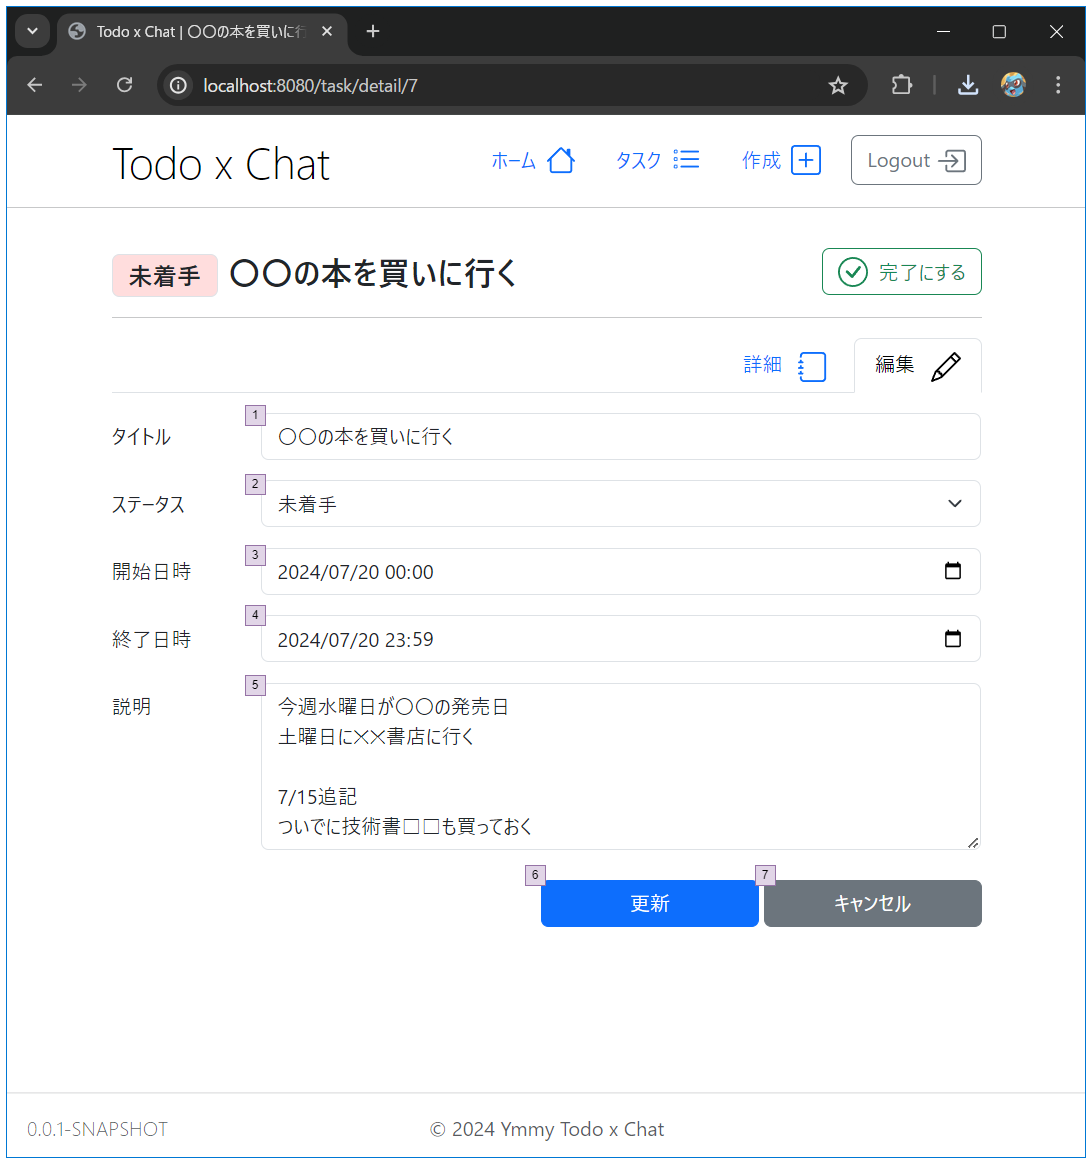 Todo x Chat | 〇〇の本を買いに行
localhost:8080/task/detail/7
Todo x Chat
ホーム
タスク
作成
Logout
未着手 〇〇の本を買いに行く
完了にする
詳細
編集
1
タイトル 〇〇の本を買いに行く
2
ステータス 未着手
3
開始日時 2024/07/20 00:00
4
終了日時 2024/07/20 23:59
5
説明 今週水曜日が〇〇の発売日
土曜日に××書店に行く
7/15追記
ついでに技術書□□も買っておく
6
更新
7
キャンセル
0.0.1-SNAPSHOT
© 2024 Ymmy Todo x Chat